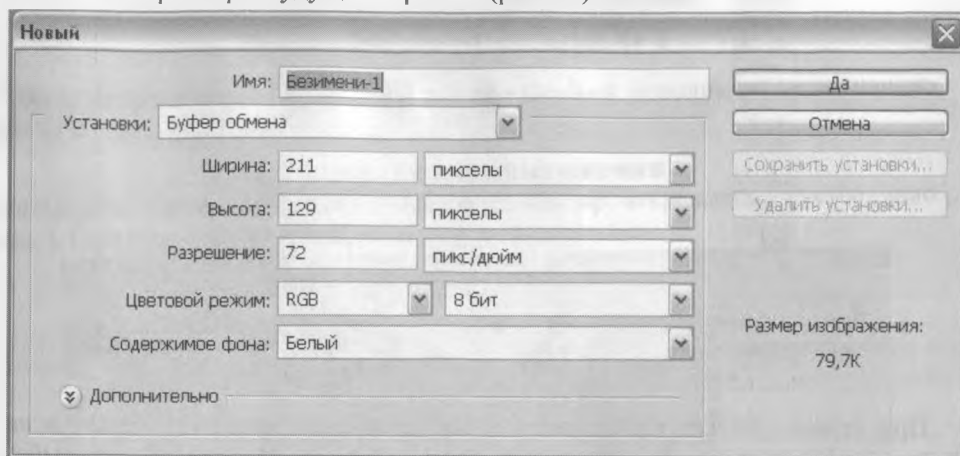 Новый
Имя: Безимени-1
Да
Установки: Буфер обмена
Отмена
Ширина: 211 пикселы
Сохранить установки...
Высота: 129 пикселы
Удалить установки...
Разрешение: 72 пикс/дюйм
Цветовой режим: RGB 8 бит
Содержимое фона: Белый
Размер изображения:
79,7K
Дополнительно